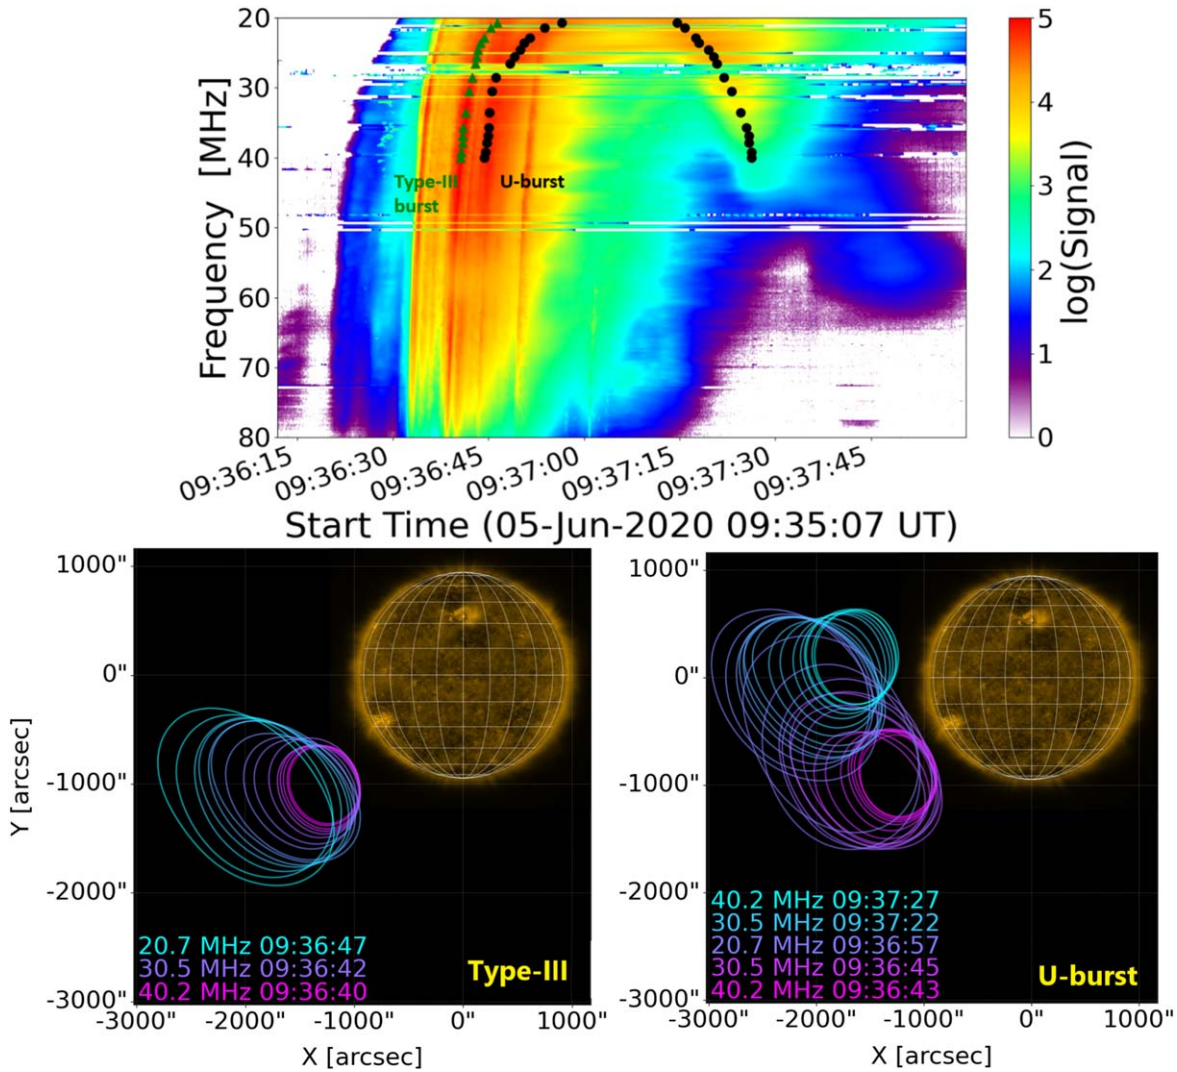 20
30
40
50
60
70
80
Frequency [MHz]
Type-III
burst
U-burst
5
4
3
2
1
0
log(Signal)
09:36:15
09:36:30
09:36:45
09:37:00
09:37:15
09:37:30
09:37:45
Start Time (05-Jun-2020 09:35:07 UT)
1000"
0"
-1000"
-2000"
-3000"
Y [arcsec]
20.7 MHz 09:36:47
30.5 MHz 09:36:42
40.2 MHz 09:36:40
Type-III
-3000" -2000" -1000" 0" 1000"
X [arcsec]
1000"
0"
-1000"
-2000"
-3000"
40.2 MHz 09:37:27
30.5 MHz 09:37:22
20.7 MHz 09:36:57
30.5 MHz 09:36:45
40.2 MHz 09:36:43
U-burst
-3000" -2000" -1000" 0" 1000"
X [arcsec]